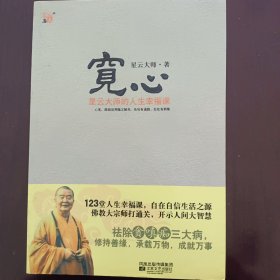 星云大师·著
宽心
星云大师的人生幸福课
123堂人生幸福课,自在自信生活之源
佛教大宗师打通关,开示人间大智慧
祛除贪嗔痴三大病,
修持善缘,承载万物,成就万事